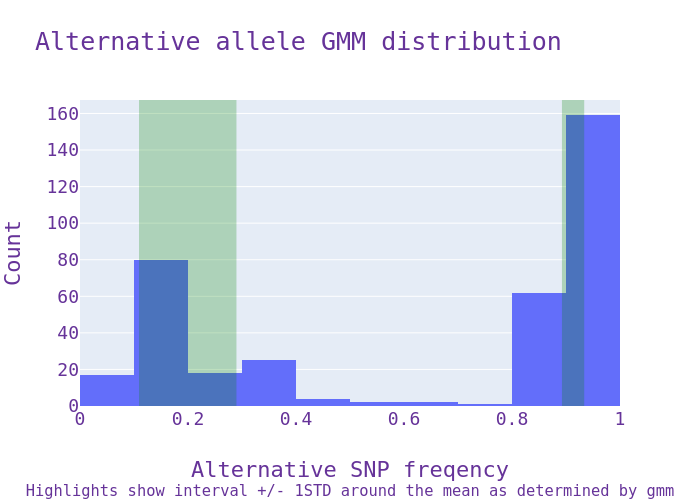 Alternative allele GMM distribution
160
140
120
100
80
60
40
20
0
Count
0 0.2 0.4 0.6 0.8 1
Alternative SNP freqency
Highlights show interval +/- 1STD around the mean as determined by gmm